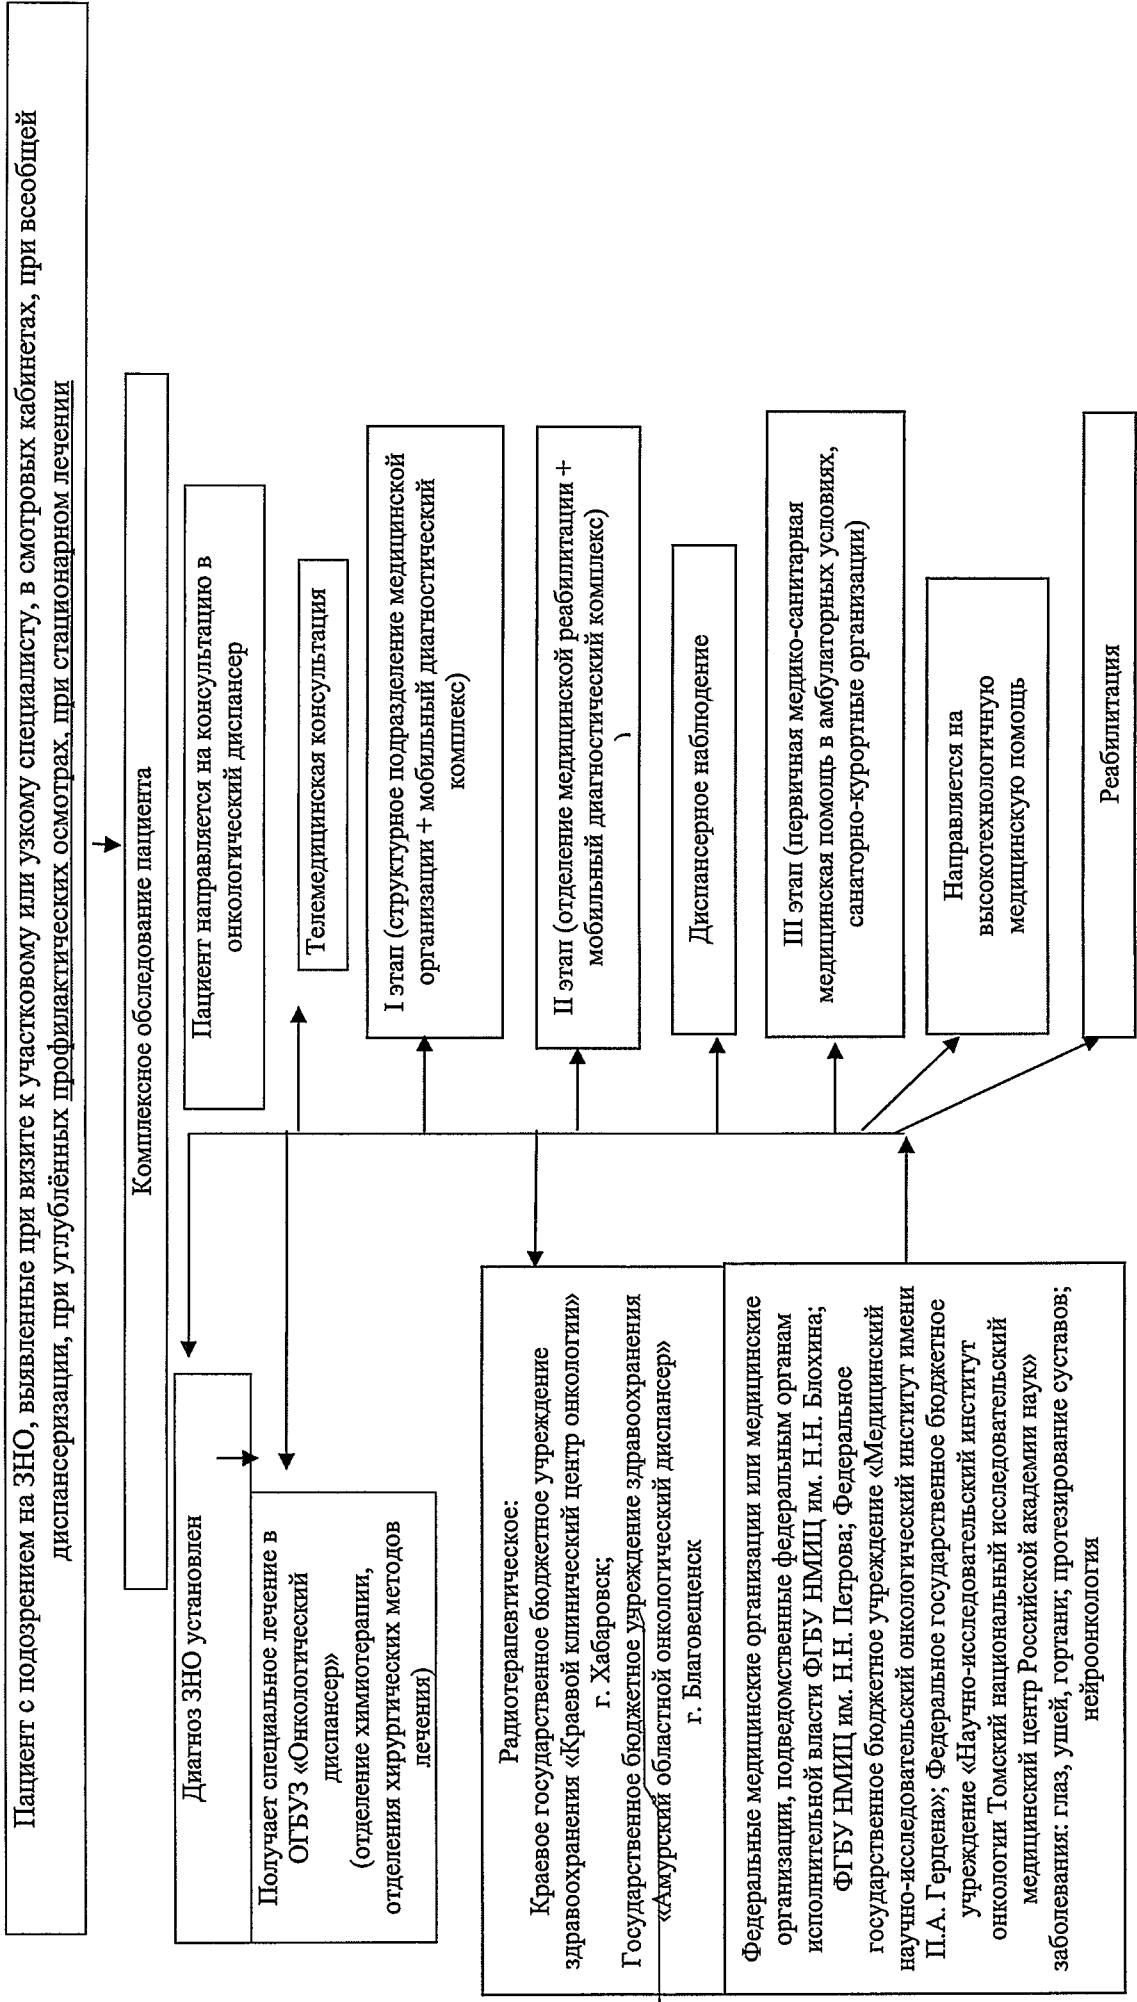 Пациент с подозрением на ЗНО, выявленные при визите к участковому или узкому специалисту, в смотровых кабинетах, при всеобщей
диспансеризации, при углублённых профилактических осмотрах, при стационарном лечении
Комплексное обследование пациента
Диагноз ЗНО установлен
Получает специальное лечение в
ОГБУЗ «Онкологический
диспансер»
(отделение химиотерапии,
отделения хирургических методов
лечения)
Пациент направляется на консультацию в
онкологический диспансер
Телемедицинская консультация
I этап (структурное подразделение медицинской
организации + мобильный диагностический
комплекс)
II этап (отделение медицинской реабилитации +
мобильный диагностический комплекс)
)
Диспансерное наблюдение
III этап (первичная медико-санитарная
медицинская помощь в амбулаторных условиях,
санаторно-курортные организации)
Направляется на
высокотехнологичную
медицинскую помощь
Реабилитация
Радиотерапевтическое:
Краевое государственное бюджетное учреждение
здравоохранения «Краевой клинический центр онкологии»
г. Хабаровск;
Государственное бюджетное учреждение здравоохранения
«Амурский областной онкологический диспансер»
г. Благовещенск
Федеральные медицинские организации или медицинские
организации, подведомственные федеральным органам
исполнительной власти ФГБУ НМИЦ им. Н.Н. Блохина;
ФГБУ НМИЦ им. Н.Н. Петрова; Федеральное
государственное бюджетное учреждение «Медицинский
научно-исследовательский онкологический институт имени
П.А. Герцена»; Федеральное государственное бюджетное
учреждение «Научно-исследовательский институт
онкологии Томский национальный исследовательский
медицинский центр Российской академии наук»
заболевания: глаз, ушей, гортани; протезирование суставов;
нейроонкология